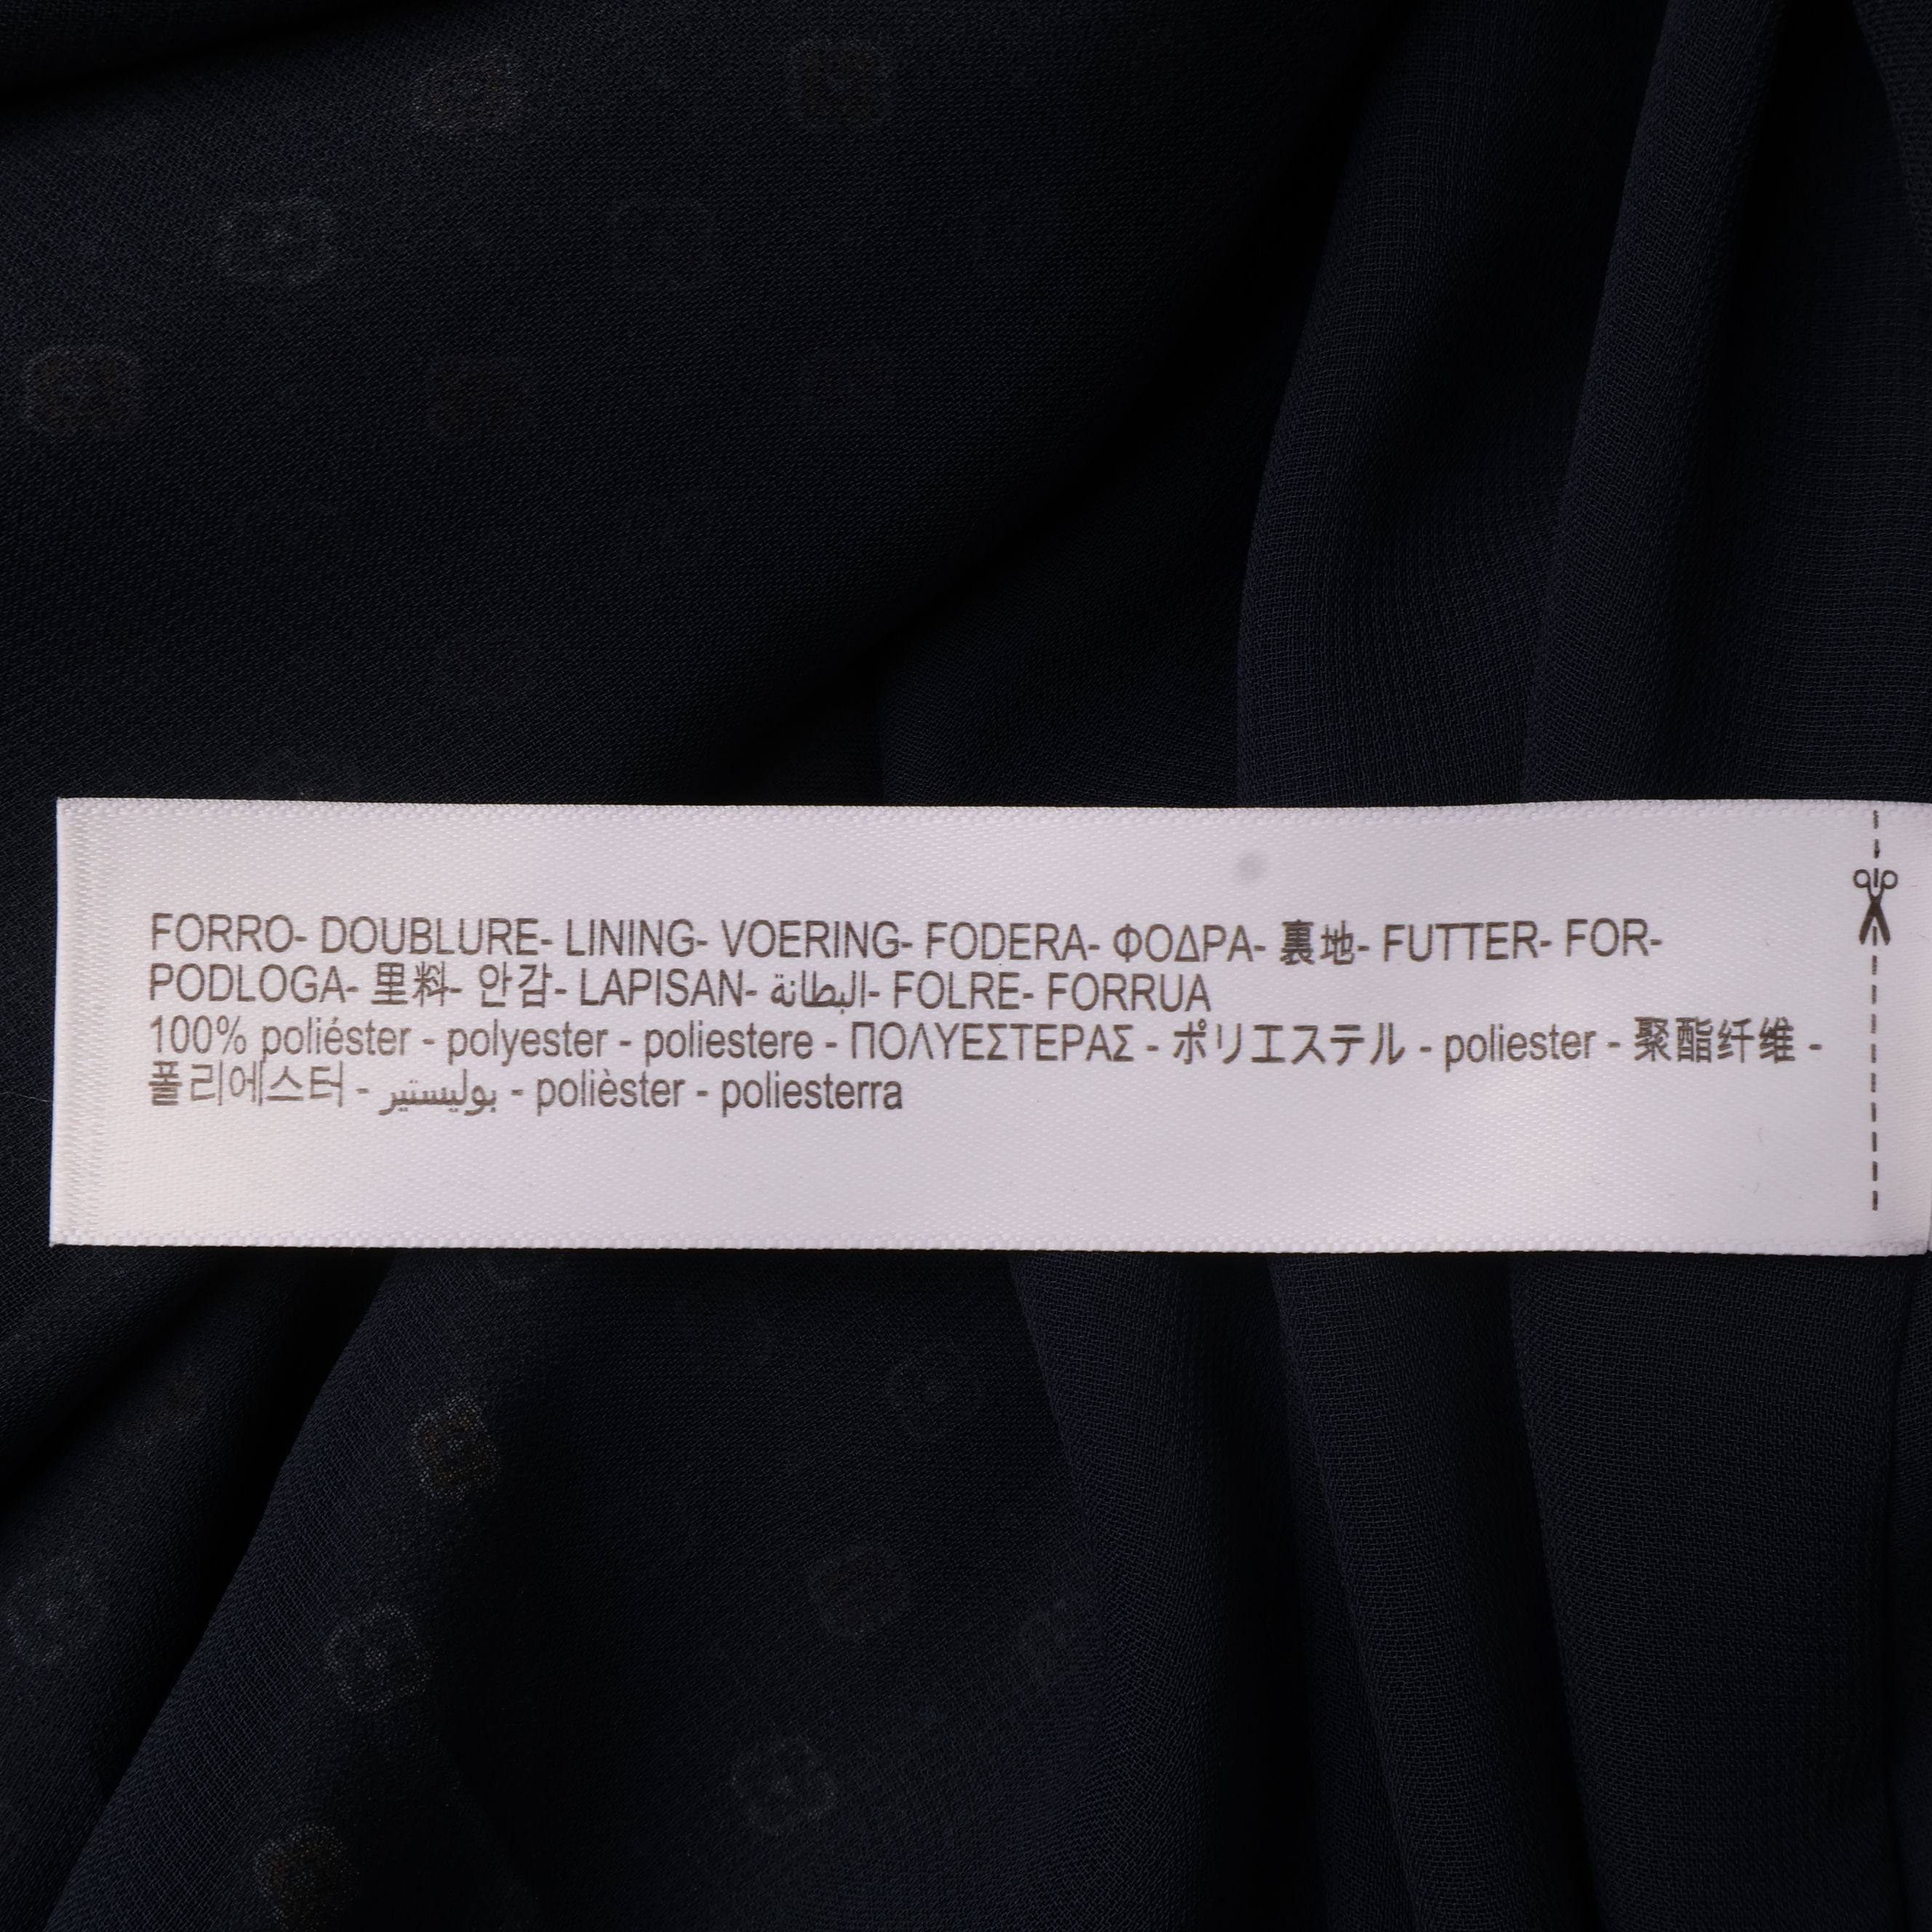 FORRO- DOUBLURE- LINING- VOERING- FODERA- ΦΟΔΡΑ- 裏地- FUTTER- FOR-
PODLOGA- 里料- 안감- LAPISAN- البطانة- FOLRE- FORRUA
100% poliéster - polyester - poliestere - ΠΟΛΥΕΣΤΕΡΑΣ - ポリエステル - poliester - 聚酯纤维 -
폴리에스터 - بوليستير - polièster - poliesterra